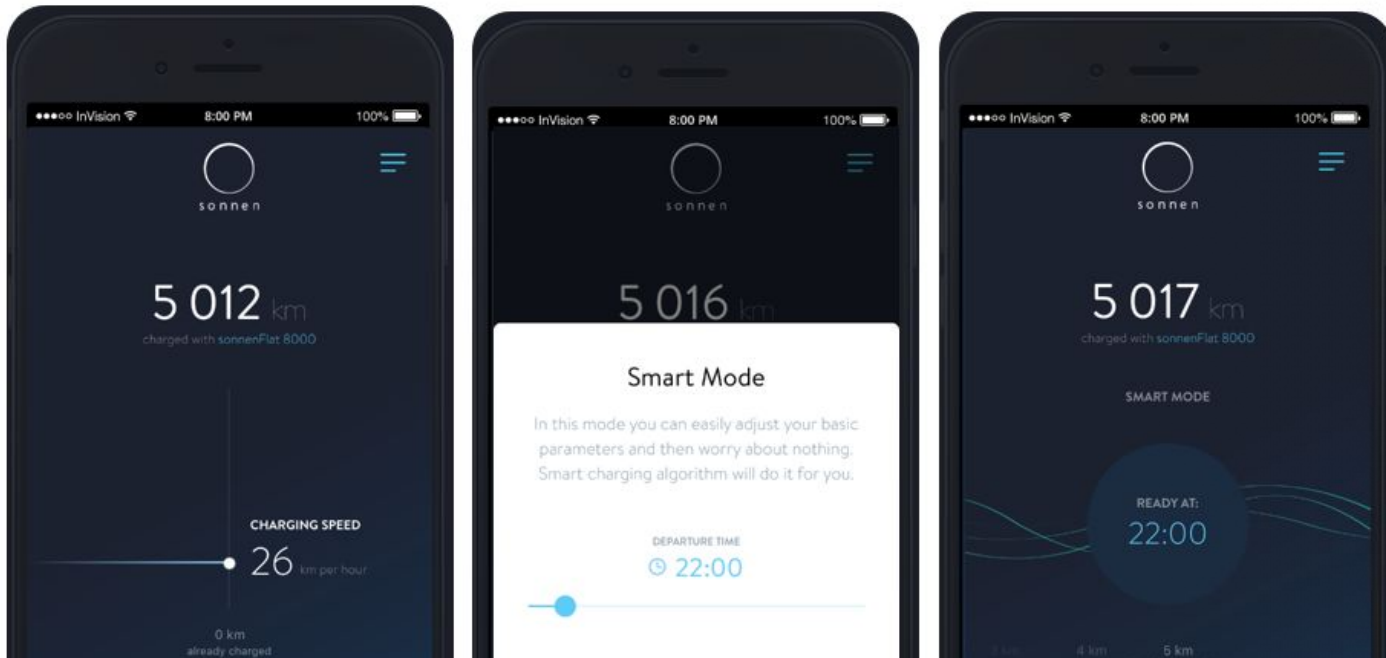 ●●●○○ InVision 8:00 PM 100%
sonnen
5 012 km
charged with sonnenFlat 8000
CHARGING SPEED
26 km per hour
0 km
already charged
●●●○○ InVision 8:00 PM 100%
sonnen
5 016 km
Smart Mode
In this mode you can easily adjust your basic
parameters and then worry about nothing.
Smart charging algorithm will do it for you.
DEPARTURE TIME
22:00
●●●○○ InVision 8:00 PM 100%
sonnen
5 017 km
charged with sonnenFlat 8000
SMART MODE
READY AT:
22:00
4 km 5 km